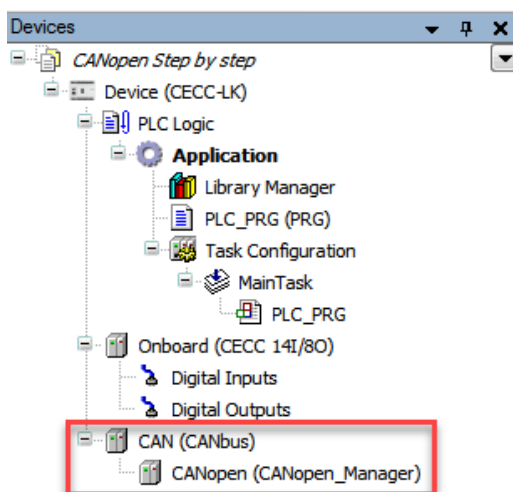 Devices
CANopen Step by step
Device (CECC-LK)
PLC Logic
Application
Library Manager
PLC_PRG (PRG)
Task Configuration
MainTask
PLC_PRG
Onboard (CECC 14I/8O)
Digital Inputs
Digital Outputs
CAN (CANbus)
CANopen (CANopen_Manager)